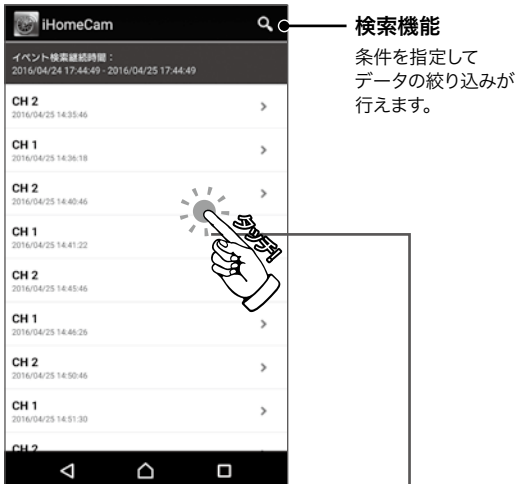 iHomeCam
検索機能
条件を指定して
データの絞り込みが
行えます。
イベント検索継続時間：
2016/04/24 17:44:49 - 2016/04/25 17:44:49
CH 2
2016/04/25 14:35:46
CH 1
2016/04/25 14:36:18
CH 2
2016/04/25 14:40:46
タッチ!
CH 1
2016/04/25 14:41:22
CH 2
2016/04/25 14:45:46
CH 1
2016/04/25 14:46:26
CH 2
2016/04/25 14:50:46
CH 1
2016/04/25 14:51:30
CH 2